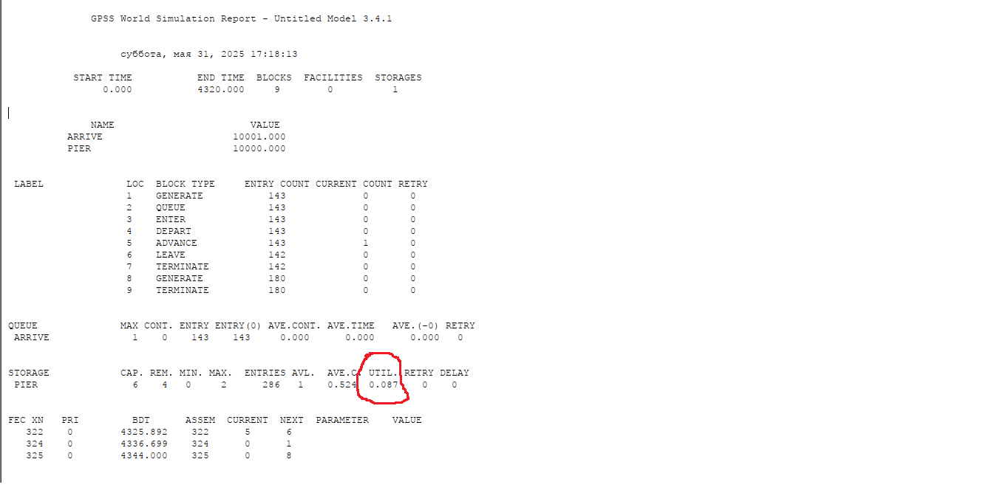 GPSS World Simulation Report - Untitled Model 3.4.1
суббота, мая 31, 2025 17:18:13
START TIME END TIME BLOCKS FACILITIES STORAGES
0.000 4320.000 9 0 1
NAME VALUE
ARRIVE 10001.000
PIER 10000.000
LABEL LOC BLOCK TYPE ENTRY COUNT CURRENT COUNT RETRY
1 GENERATE 143 0 0
2 QUEUE 143 0 0
3 ENTER 143 0 0
4 DEPART 143 0 0
5 ADVANCE 143 1 0
6 LEAVE 142 0 0
7 TERMINATE 142 0 0
8 GENERATE 180 0 0
9 TERMINATE 180 0 0
QUEUE MAX CONT. ENTRY ENTRY(0) AVE.CONT. AVE.TIME AVE.(-0) RETRY
ARRIVE 1 0 143 143 0.000 0.000 0.000 0
STORAGE CAP. REM. MIN. MAX. ENTRIES AVL. AVE.C. UTIL. RETRY DELAY
PIER 6 4 0 2 286 1 0.524 0.087 0 0
FEC XN PRI BDT ASSEM CURRENT NEXT PARAMETER VALUE
322 0 4325.892 322 5 6
324 0 4336.699 324 0 1
325 0 4344.000 325 0 8